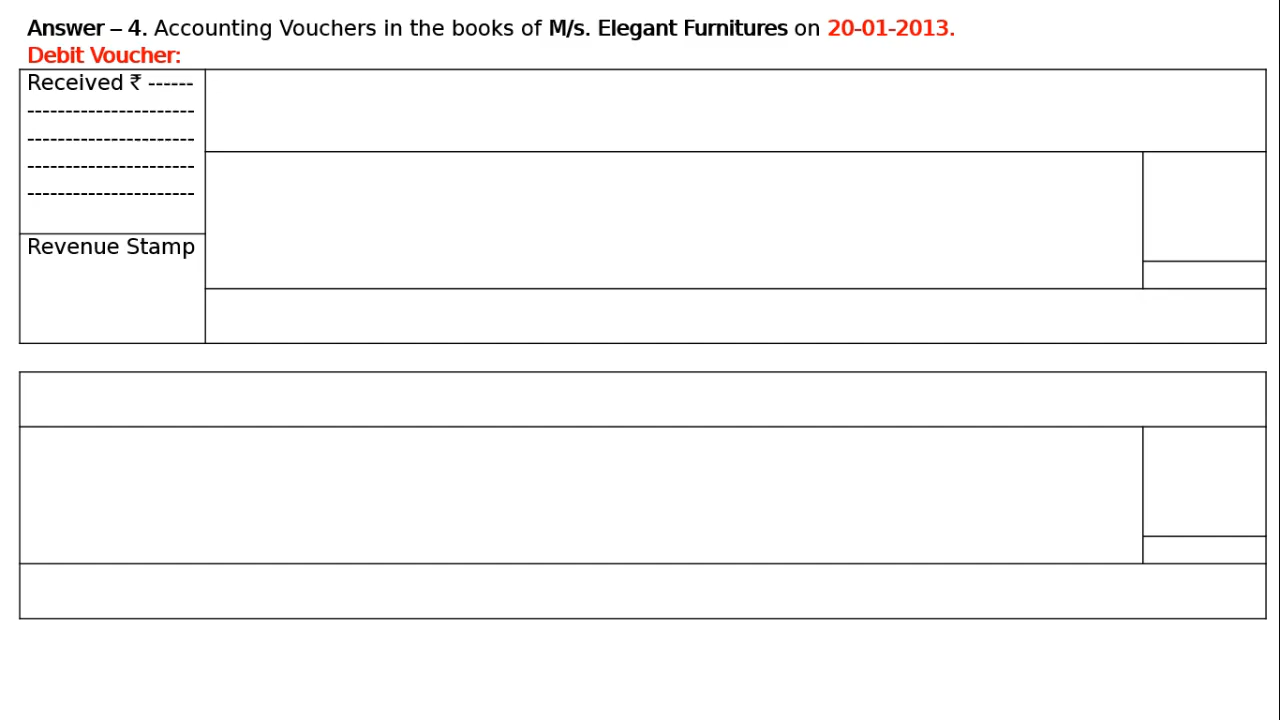 Answer – 4. Accounting Vouchers in the books of M/s. Elegant Furnitures on 20-01-2013.
Debit Voucher:
Received ₹ ------
----------------------
----------------------
----------------------
----------------------
Revenue Stamp